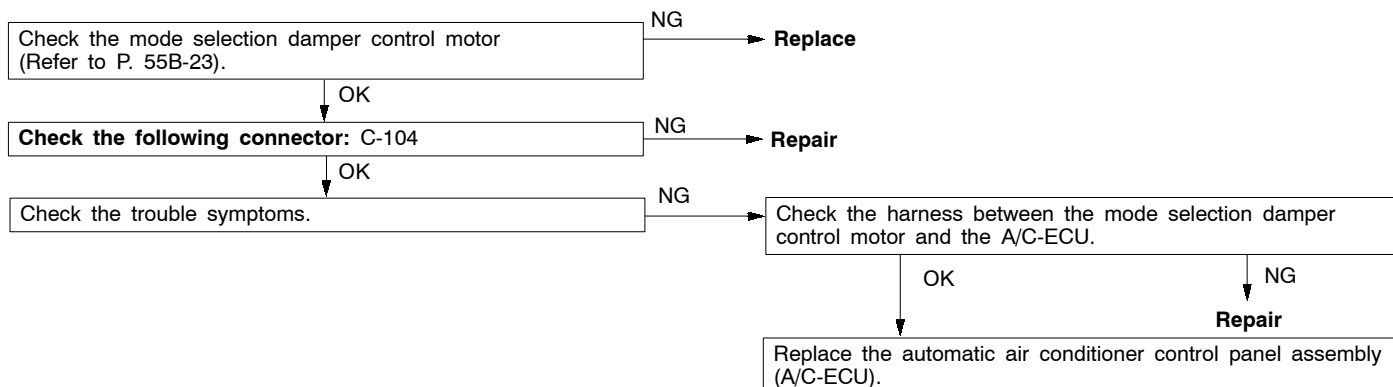 Check the mode selection damper control motor
(Refer to P. 55B-23).
NG
Replace
OK
Check the following connector: C-104
NG
Repair
OK
Check the trouble symptoms.
NG
Check the harness between the mode selection damper
control motor and the A/C-ECU.
OK
NG
Repair
Replace the automatic air conditioner control panel assembly
(A/C-ECU).